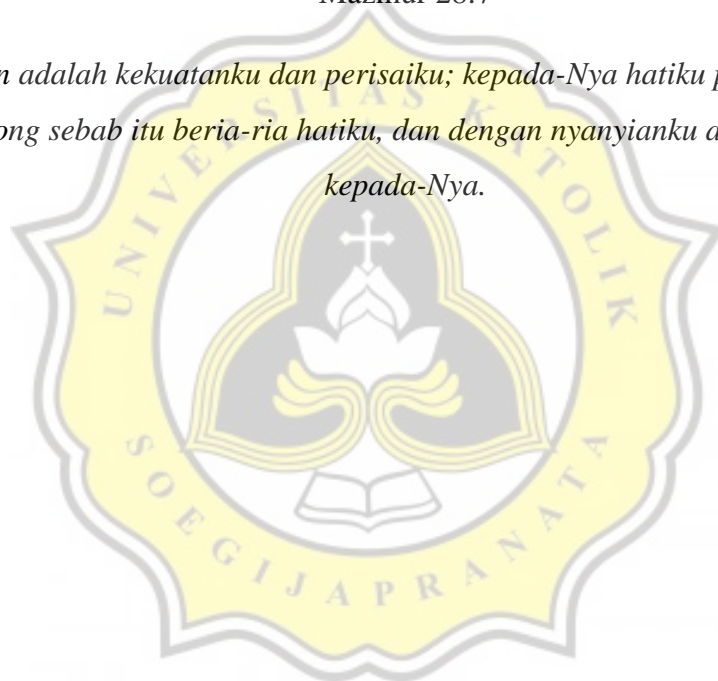 Mazmur 28:7
n adalah kekuatanku dan perisaiku; kepada-Nya hatiku p
ong sebab itu beria-ria hatiku, dan dengan nyanyianku a
kepada-Nya.
UNIVERSITAS KATOLIK
SOEGIJAPRANATA